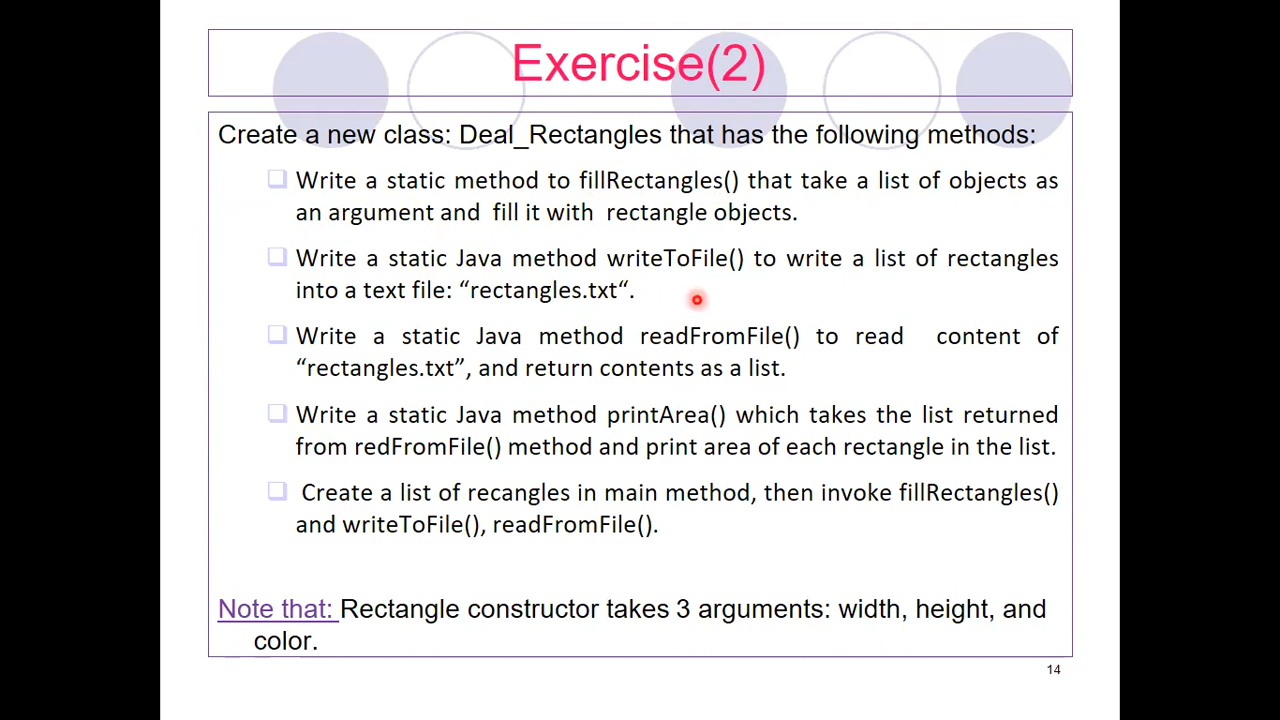 Exercise(2)
Create a new class: Deal_Rectangles that has the following methods:
Write a static method to fillRectangles() that take a list of objects as
an argument and fill it with rectangle objects.
Write a static Java method writeToFile() to write a list of rectangles
into a text file: “rectangles.txt“.
Write a static Java method readFromFile() to read content of
“rectangles.txt”, and return contents as a list.
Write a static Java method printArea() which takes the list returned
from redFromFile() method and print area of each rectangle in the list.
Create a list of recangles in main method, then invoke fillRectangles()
and writeToFile(), readFromFile().
Note that: Rectangle constructor takes 3 arguments: width, height, and
color.
14